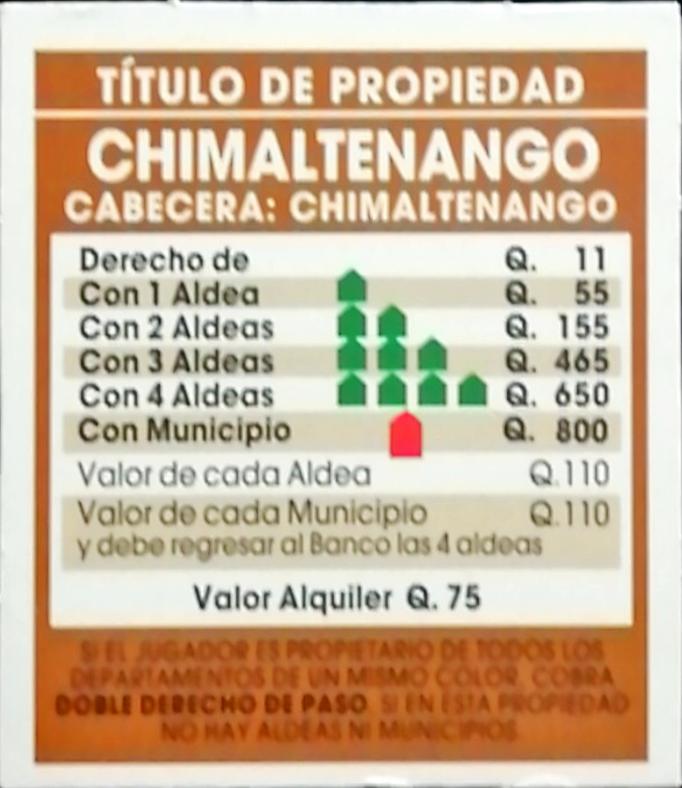 TÍTULO DE PROPIEDAD
CHIMALTENANGO
CABECERA: CHIMALTENANGO
Derecho de Q. 11
Con 1 Aldea Q. 55
Con 2 Aldeas Q. 155
Con 3 Aldeas Q. 465
Con 4 Aldeas Q. 650
Con Municipio Q. 800
Valor de cada Aldea Q.110
Valor de cada Municipio Q.110
y debe regresar al Banco las 4 aldeas
Valor Alquiler Q. 75
SI EL JUGADOR ES PROPIETARIO DE TODOS LOS
DEPARTAMENTOS DE UN MISMO COLOR, COBRA
DOBLE DERECHO DE PASO. SI EN ESTA PROPIEDAD
NO HAY ALDEAS NI MUNICIPIOS.